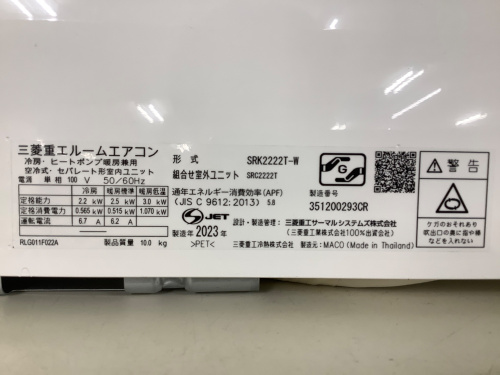 三菱重工ルームエアコン
冷房・ヒートポンプ暖房兼用
空冷式・セパレート形室内ユニット
電源 単相 100 V 50/60Hz
冷房 暖房標準 暖房低温
定格能力 2.2 kW 2.5 kW 3.0 kW
定格消費電力 0.565 kW 0.515 kW 1.070 kW
運転電流 6.7 A 6.2 A
RLG011F022A 製品質量 10.0 kg
形式 SRK2222T-W
組合せ室外ユニット SRC2222T
通年エネルギー消費効率(APF)
(JIS C 9612:2013) 5.8
JET
製造年 2023年
>PET<
設計・製造管理: 三菱重工サーマルシステムズ株式会社
(三菱重工業株式会社100%出資会社)
三菱重工冷熱株式会社 製造元: MACO (Made in Thailand)
G
製造番号
351200293CR
警告
ケガのおそれあり
吹出口の奥に指や棒
などを入れない